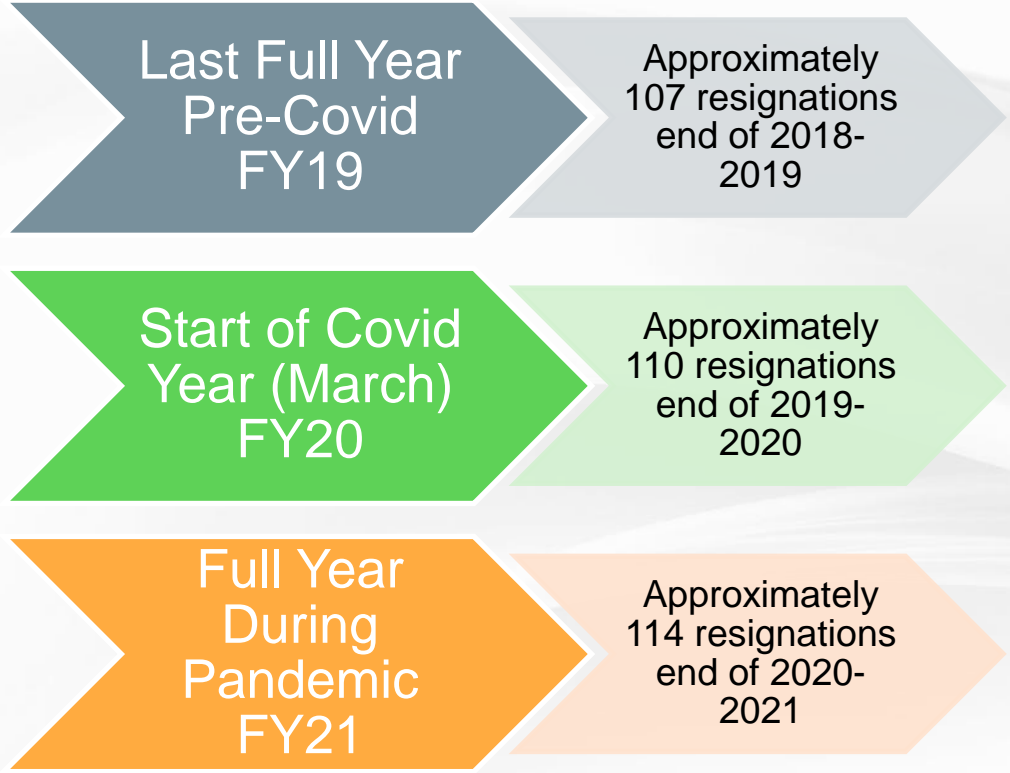 Last Full Year
Pre-Covid
FY19
Approximately
107 resignations
end of 2018-
2019
Start of Covid
Year (March)
FY20
Approximately
110 resignations
end of 2019-
2020
Full Year
During
Pandemic
FY21
Approximately
114 resignations
end of 2020-
2021